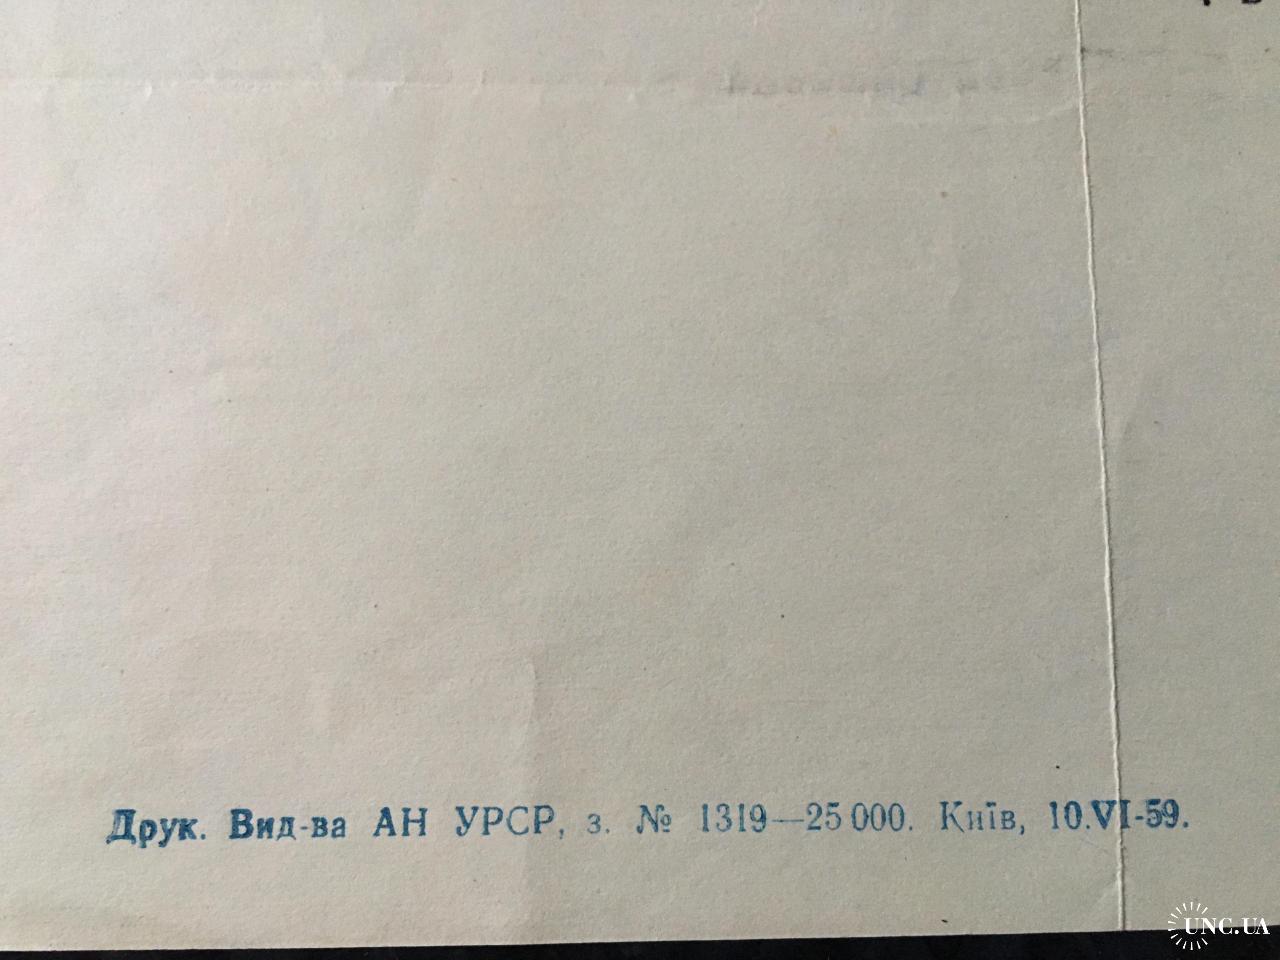 Друк. Вид-ва АН УРСР, з. № 1319—25 000. Київ, 10.VI-59.
UNC.UA